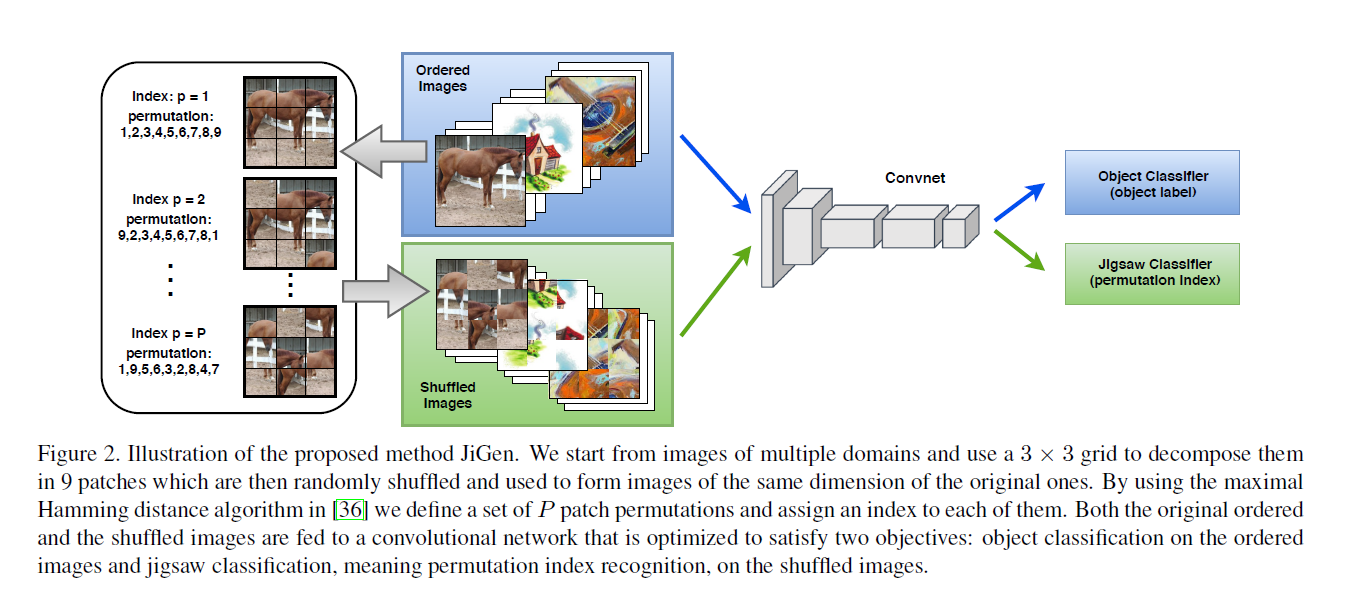 Index: p = 1
permutation:
1,2,3,4,5,6,7,8,9
Index p = 2
permutation:
9,2,3,4,5,6,7,8,1
Index p = P
permutation:
1,9,5,6,3,2,8,4,7
Ordered
Images
Shuffled
Images
Convnet
Object Classifier
(object label)
Jigsaw Classifier
(permutation index)
Figure 2. Illustration of the proposed method JiGen. We start from images of multiple domains and use a 3 × 3 grid to decompose them
in 9 patches which are then randomly shuffled and used to form images of the same dimension of the original ones. By using the maximal
Hamming distance algorithm in [36] we define a set of P patch permutations and assign an index to each of them. Both the original ordered
and the shuffled images are fed to a convolutional network that is optimized to satisfy two objectives: object classification on the ordered
images and jigsaw classification, meaning permutation index recognition, on the shuffled images.